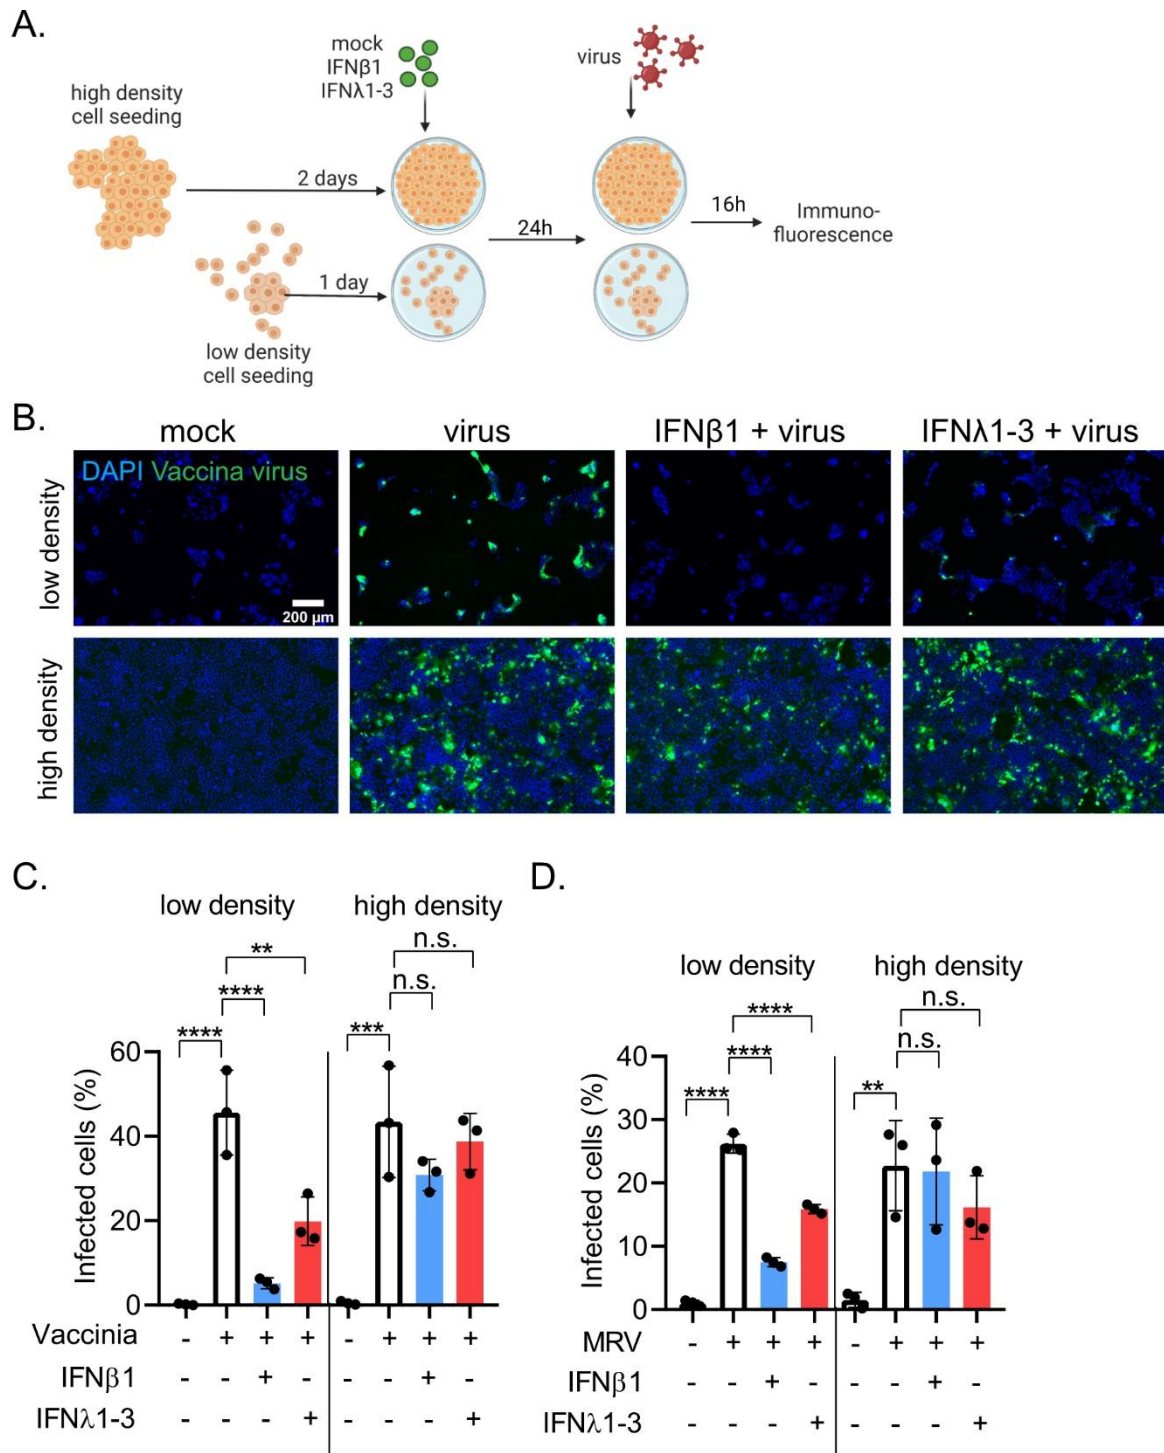 A.
mock
IFNβ1
IFNλ1-3
virus
high density
cell seeding
2 days
24h
16h
Immuno-
fluorescence
1 day
low density
cell seeding
B.
mock
virus
IFNβ1 + virus
IFNλ1-3 + virus
low density
DAPI Vaccina virus
200 µm
high density
C.
low density
high density
n.s.
**
n.s.
****
****
***
Infected cells (%)
60
40
20
0
Vaccinia - + + + - + + +
IFNβ1 - - + - - - + -
IFNλ1-3 - - - + - - - +
D.
low density
high density
n.s.
****
n.s.
****
****
**
Infected cells (%)
40
30
20
10
0
MRV - + + + - + + +
IFNβ1 - - + - - - + -
IFNλ1-3 - - - + - - - +